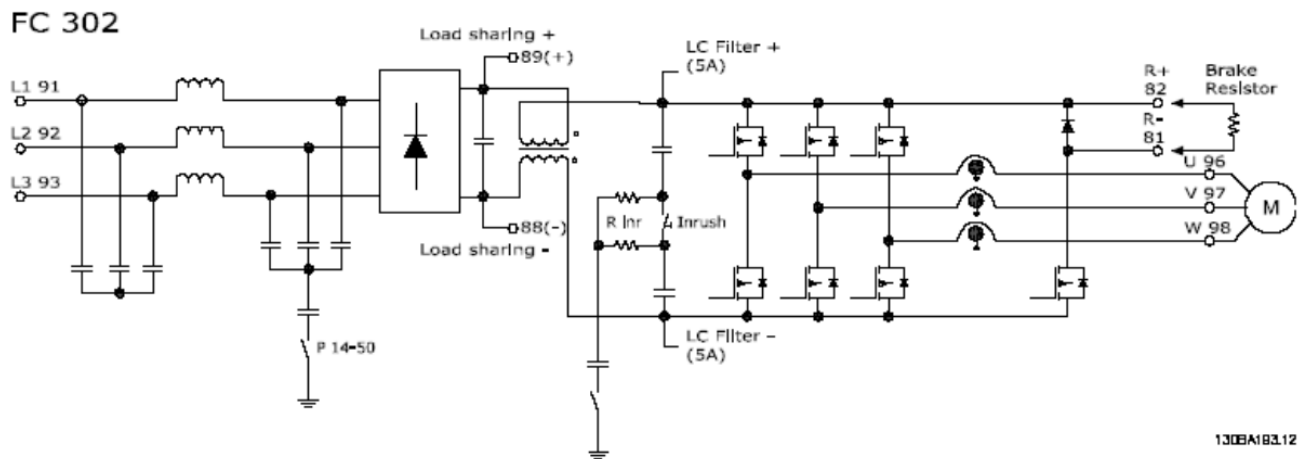 FC 302
Load sharing +
89(+)
LC Filter +
(5A)
R+
82
Brake
Resistor
L1 91
R-
81
L2 92
U 96
L3 93
V 97
M
W 98
R inr
Inrush
88(-)
Load sharing -
LC Filter -
(5A)
P 14-50
130BA193.12